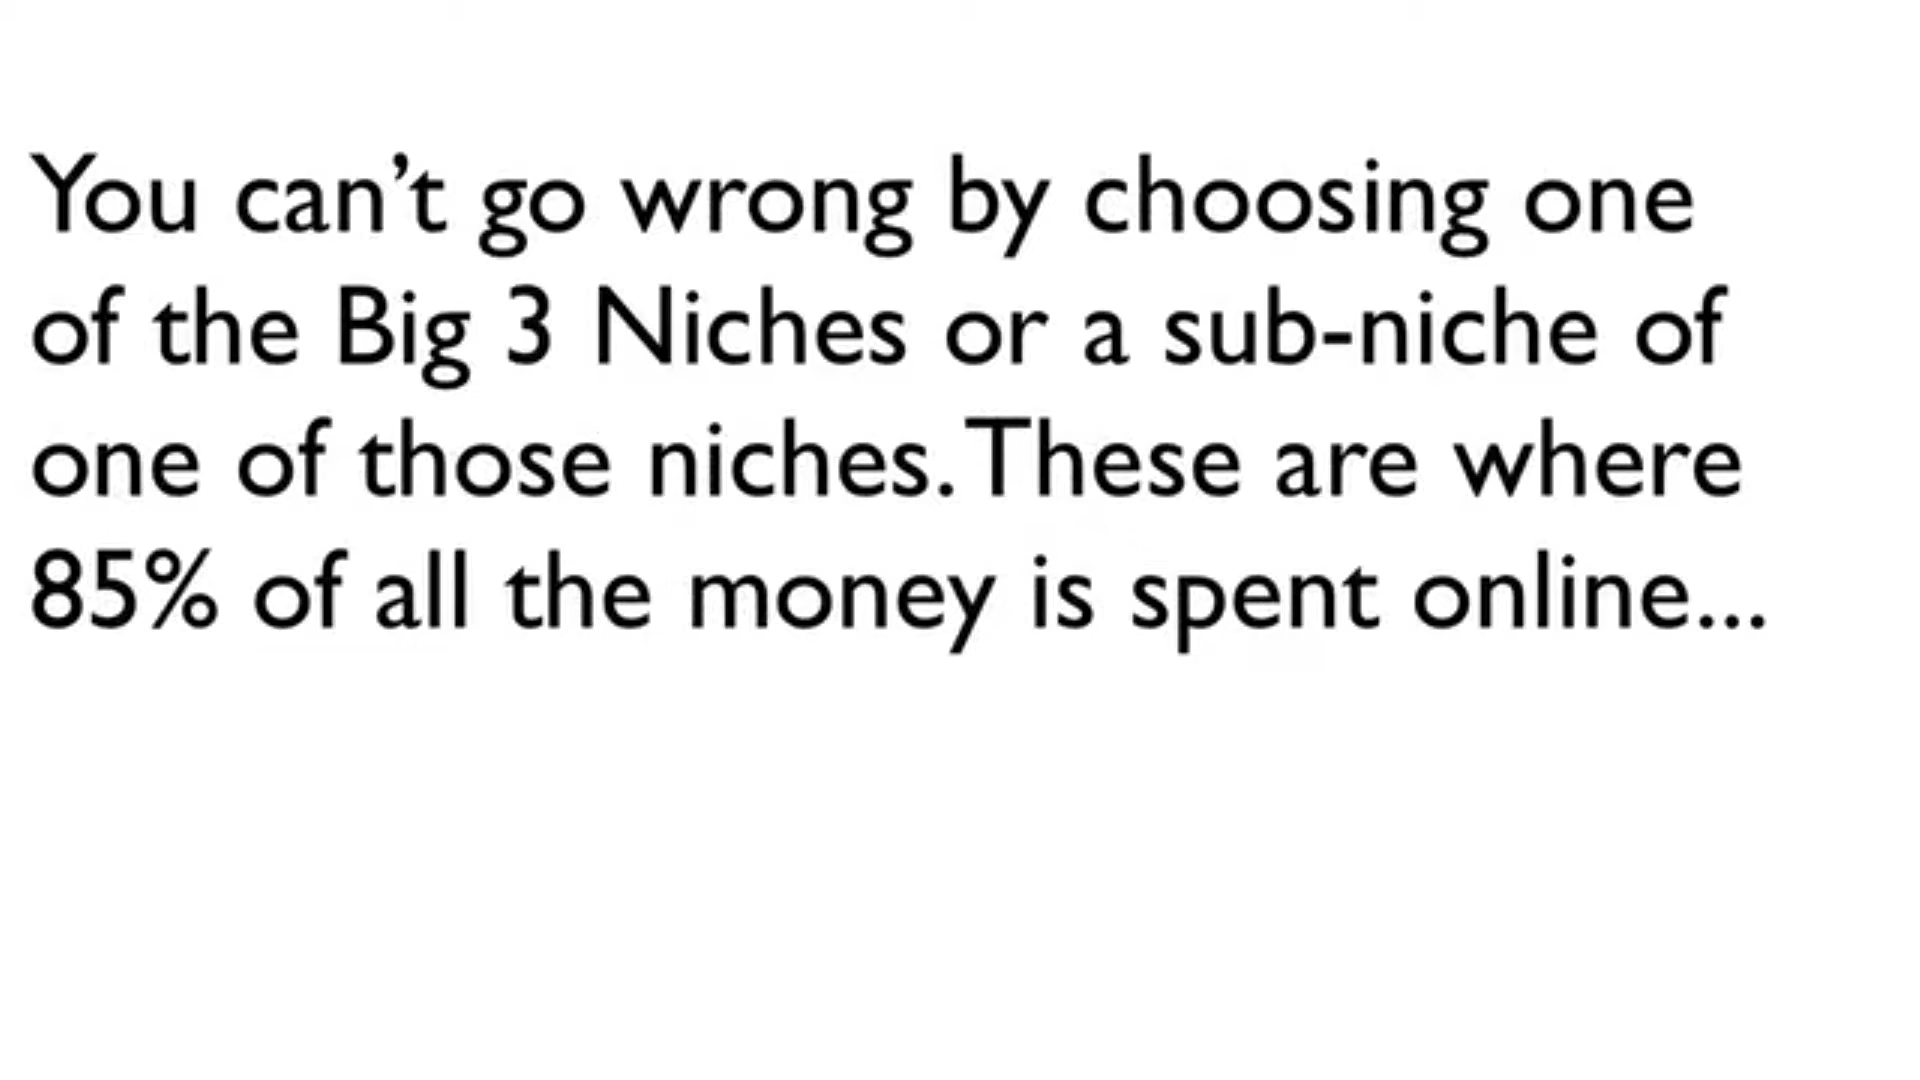 You can’t go wrong by choosing one
of the Big 3 Niches or a sub-niche of
one of those niches. These are where
85% of all the money is spent online...